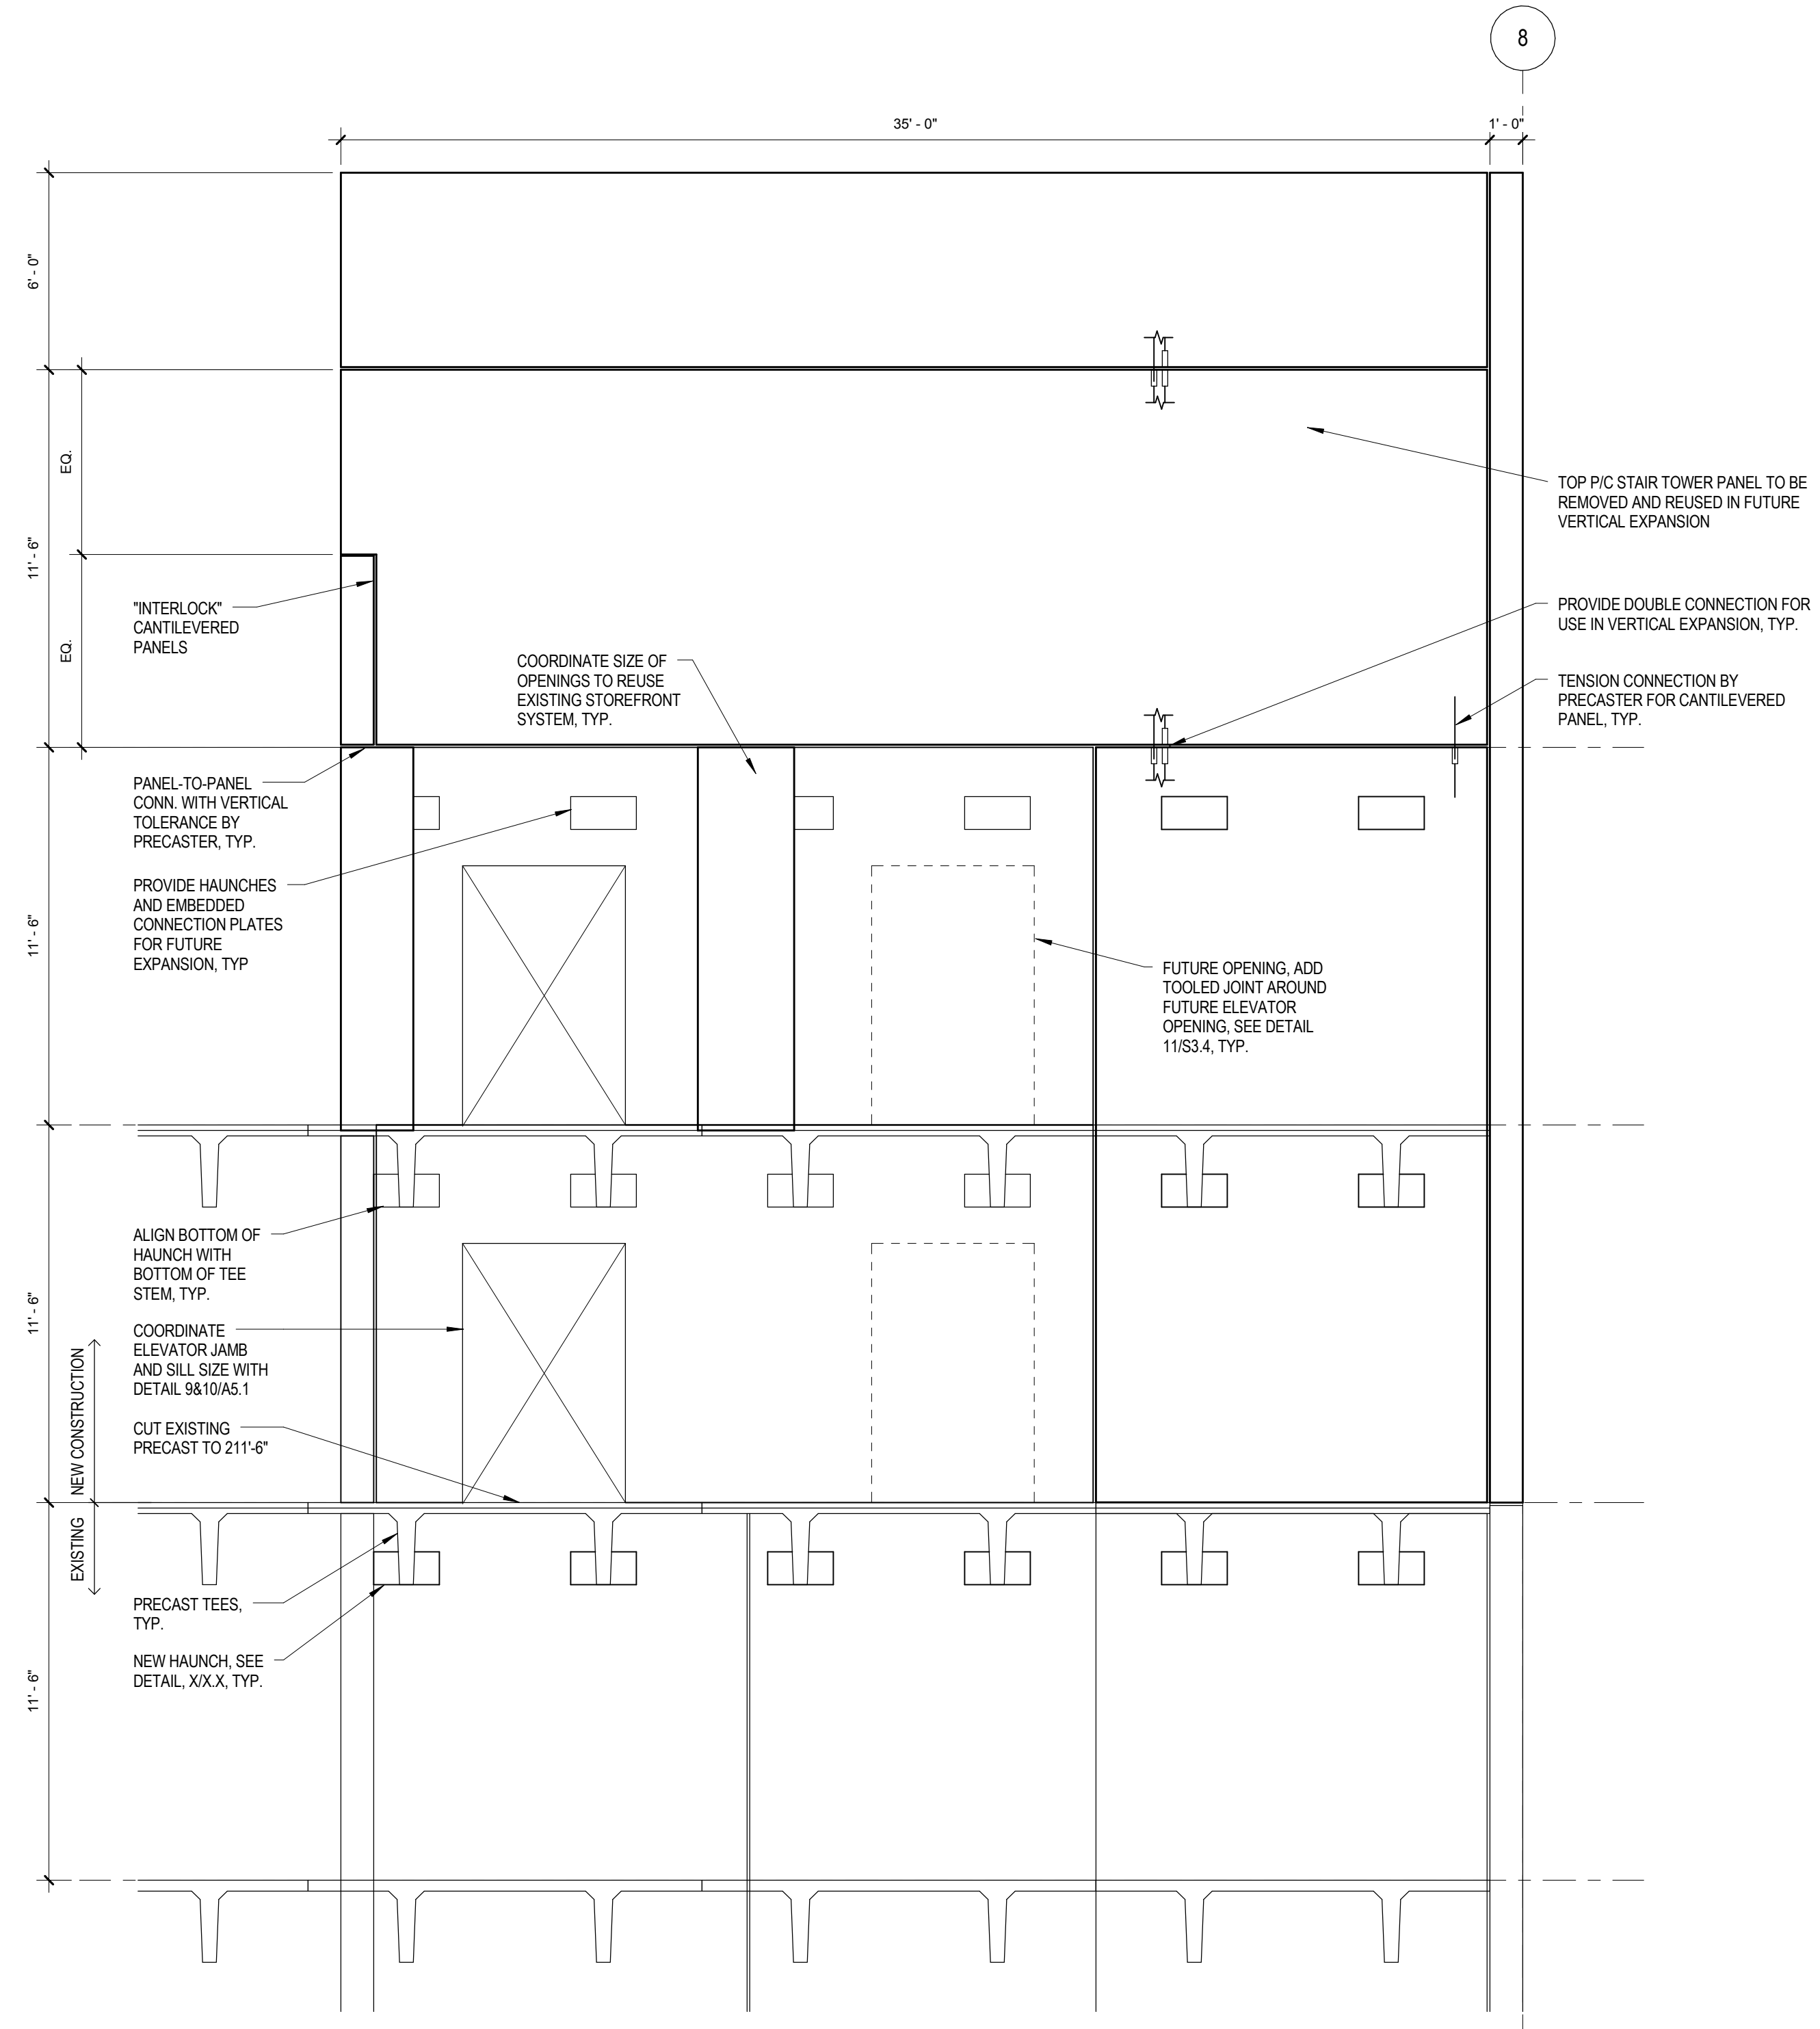 8
35' - 0"
1' - 0"
6' - 0"
EQ.
11' - 6"
EQ.
TOP P/C STAIR TOWER PANEL TO BE
REMOVED AND REUSED IN FUTURE
VERTICAL EXPANSION
"INTERLOCK"
CANTILEVERED
PANELS
PROVIDE DOUBLE CONNECTION FOR
USE IN VERTICAL EXPANSION, TYP.
COORDINATE SIZE OF
OPENINGS TO REUSE
EXISTING STOREFRONT
SYSTEM, TYP.
TENSION CONNECTION BY
PRECASTER FOR CANTILEVERED
PANEL, TYP.
PANEL-TO-PANEL
CONN. WITH VERTICAL
TOLERANCE BY
PRECASTER, TYP.
PROVIDE HAUNCHES
AND EMBEDDED
CONNECTION PLATES
FOR FUTURE
EXPANSION, TYP
11' - 6"
FUTURE OPENING, ADD
TOOLED JOINT AROUND
FUTURE ELEVATOR
OPENING, SEE DETAIL
11/S3.4, TYP.
ALIGN BOTTOM OF
HAUNCH WITH
BOTTOM OF TEE
STEM, TYP.
11' - 6"
COORDINATE
ELEVATOR JAMB
AND SILL SIZE WITH
DETAIL 9&10/A5.1
NEW CONSTRUCTION
CUT EXISTING
PRECAST TO 211'-6"
EXISTING
PRECAST TEES,
TYP.
NEW HAUNCH, SEE
DETAIL, X/X.X, TYP.
11' - 6"